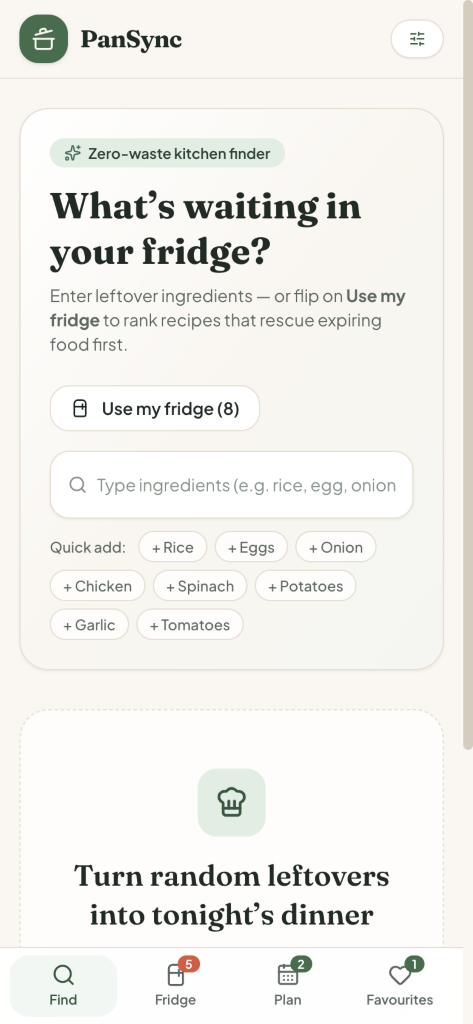 PanSync
Zero-waste kitchen finder
What’s waiting in
your fridge?
Enter leftover ingredients — or flip on Use my
fridge to rank recipes that rescue expiring
food first.
Use my fridge (8)
Type ingredients (e.g. rice, egg, onion
Quick add: + Rice + Eggs + Onion
+ Chicken + Spinach + Potatoes
+ Garlic + Tomatoes
Turn random leftovers
into tonight’s dinner
5 2 1
Find Fridge Plan Favourites